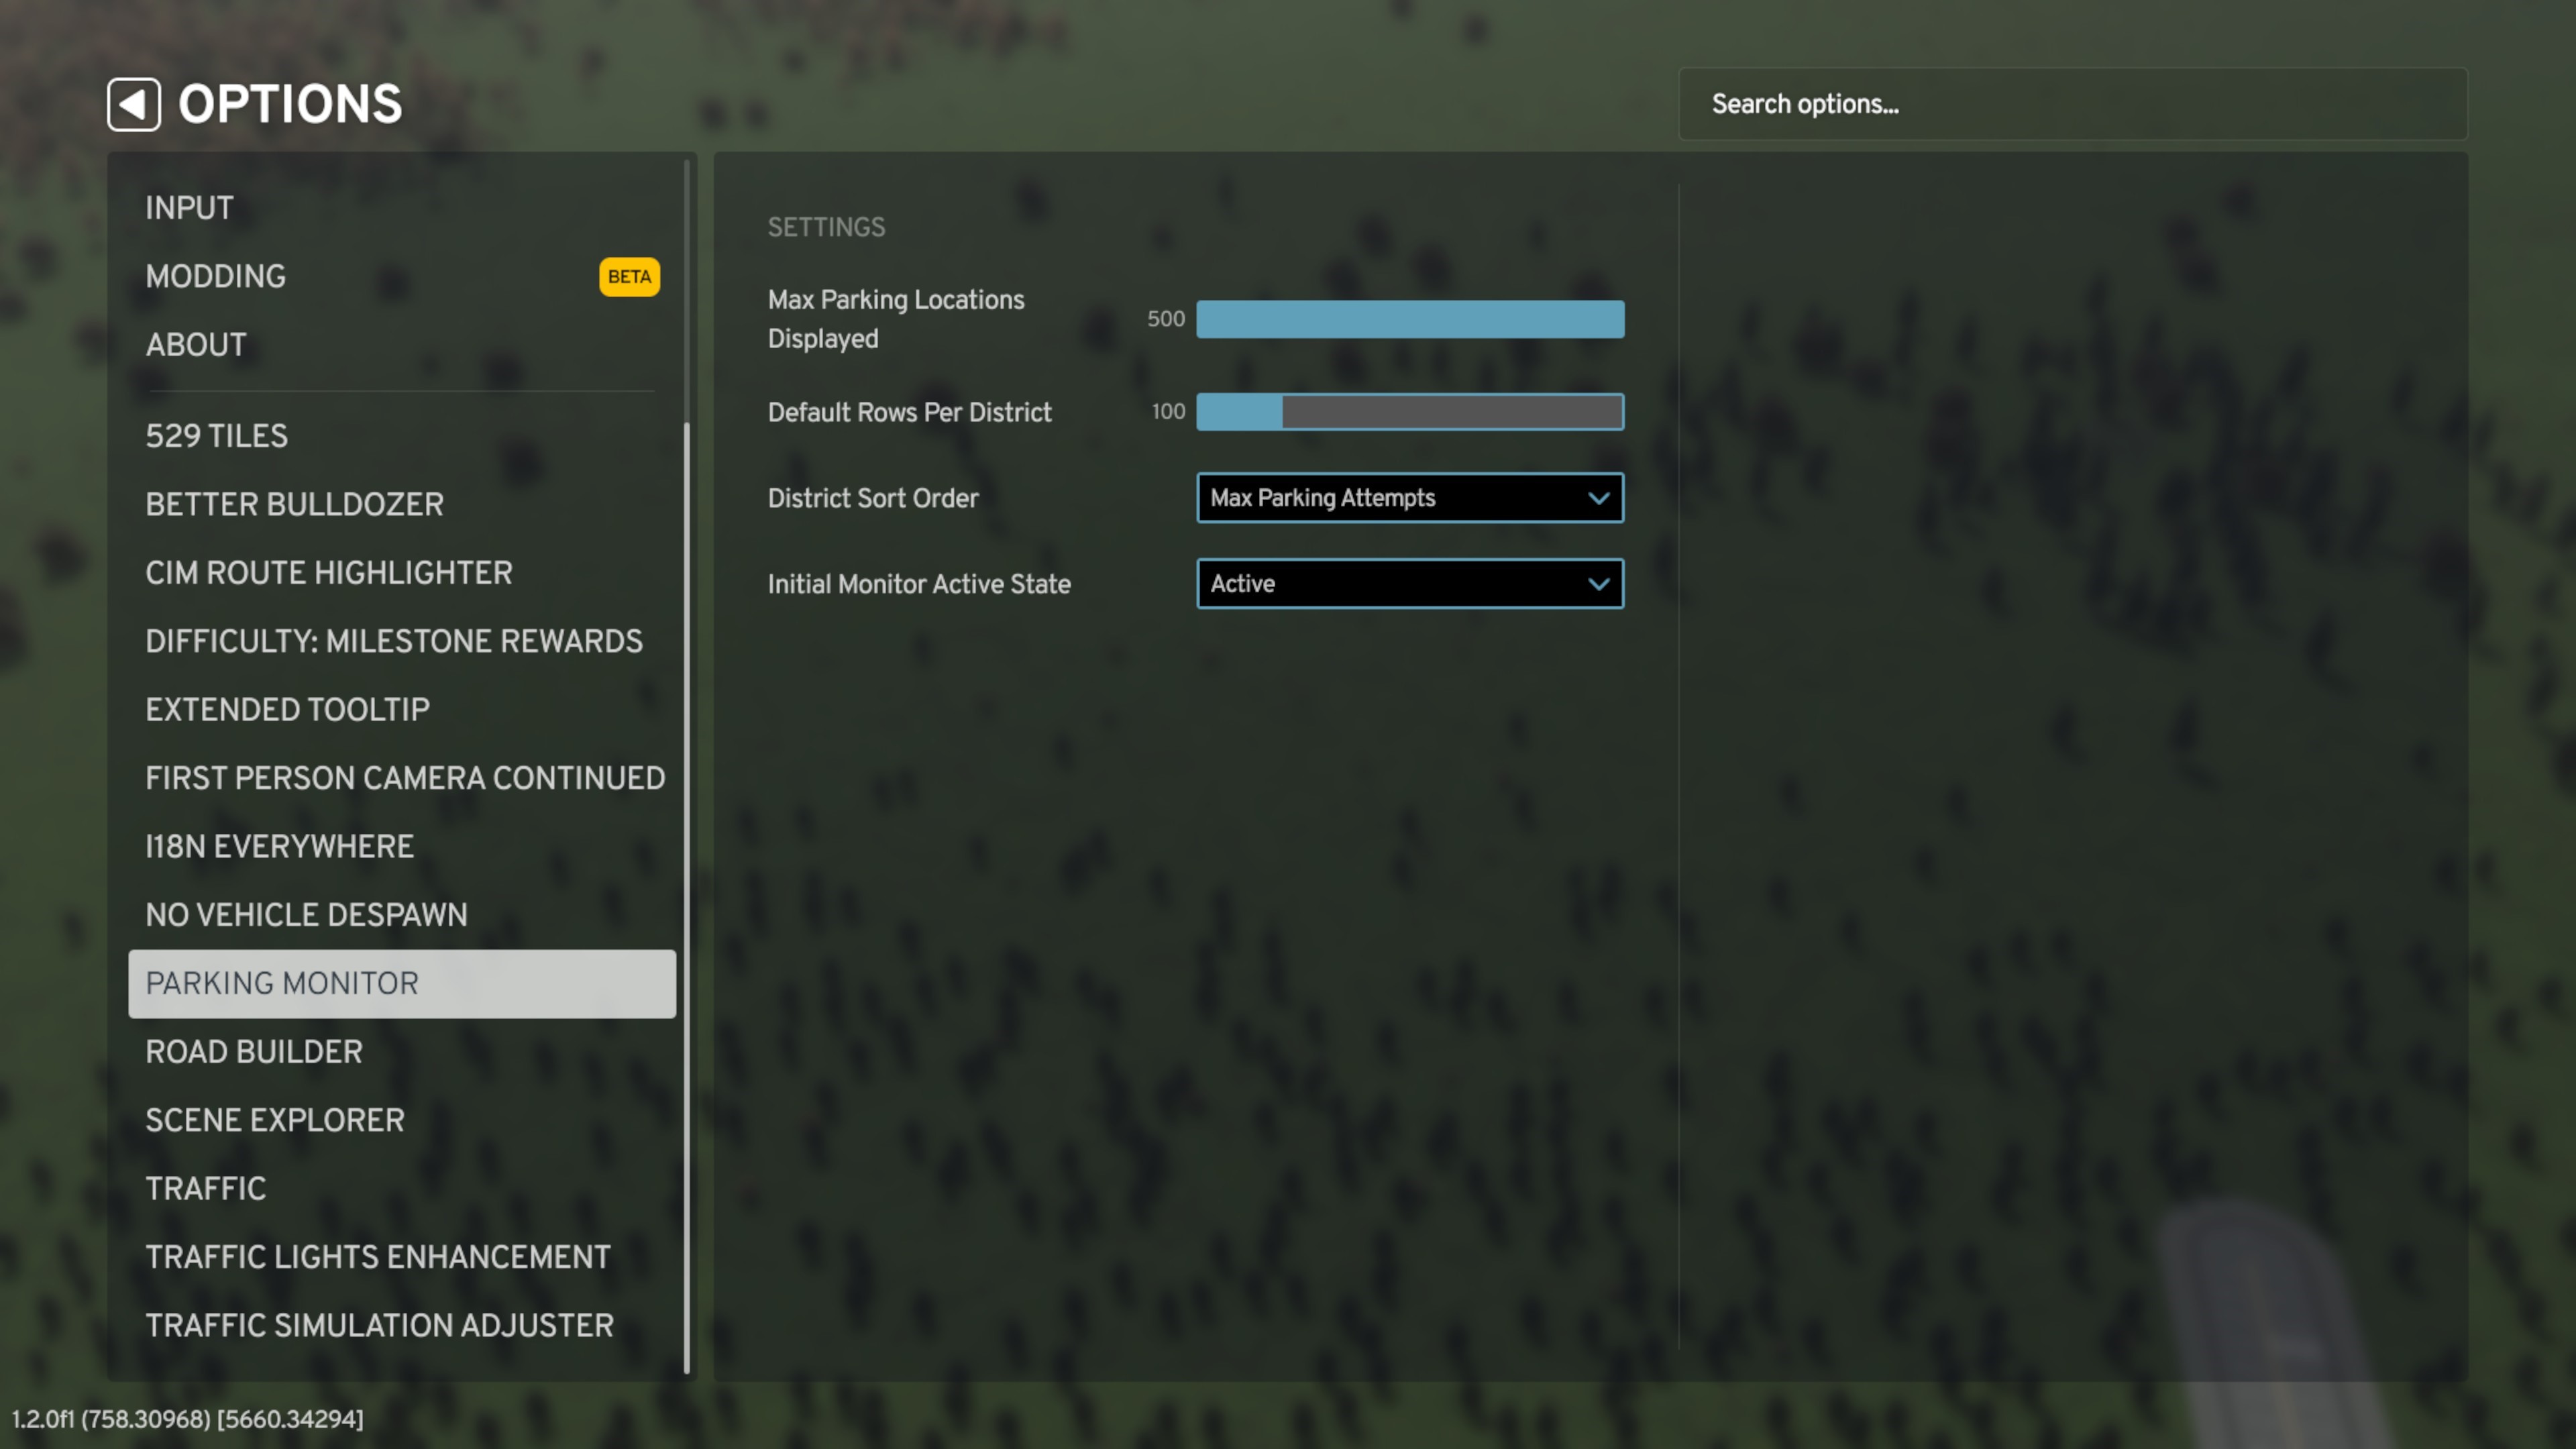 OPTIONS
Search options...
INPUT
MODDING
BETA
ABOUT
529 TILES
BETTER BULLDOZER
CIM ROUTE HIGHLIGHTER
DIFFICULTY: MILESTONE REWARDS
EXTENDED TOOLTIP
FIRST PERSON CAMERA CONTINUED
I18N EVERYWHERE
NO VEHICLE DESPAWN
PARKING MONITOR
ROAD BUILDER
SCENE EXPLORER
TRAFFIC
TRAFFIC LIGHTS ENHANCEMENT
TRAFFIC SIMULATION ADJUSTER
SETTINGS
Max Parking Locations
Displayed
500
Default Rows Per District
100
District Sort Order
Max Parking Attempts
Initial Monitor Active State
Active
1.2.0f1 (758.30968) [5660.34294]